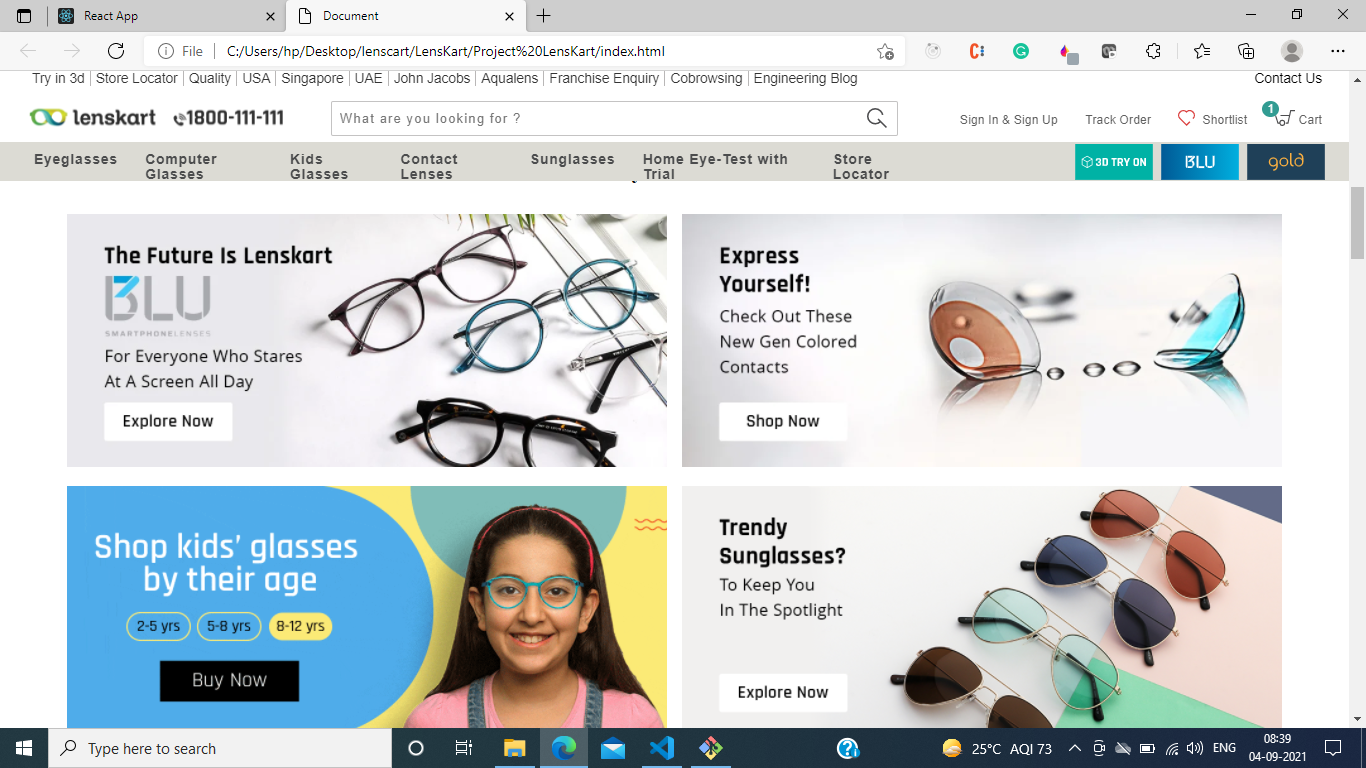 React App
Document
File
C:/Users/hp/Desktop/lenscart/LensKart/Project%20LensKart/index.html
Try in 3d | Store Locator | Quality | USA | Singapore | UAE | John Jacobs | Aqualens | Franchise Enquiry | Cobrowsing | Engineering Blog
Contact Us
lenskart
1800-111-111
What are you looking for ?
Sign In & Sign Up
Track Order
Shortlist
1
Cart
Eyeglasses
Computer
Glasses
Kids
Glasses
Contact
Lenses
Sunglasses
Home Eye-Test with
Trial
Store
Locator
3D TRY ON
BLU
gold
The Future Is Lenskart
BLU
SMARTPHONELENSES
For Everyone Who Stares
At A Screen All Day
Explore Now
Express
Yourself!
Check Out These
New Gen Colored
Contacts
Shop Now
Shop kids' glasses
by their age
2-5 yrs
5-8 yrs
8-12 yrs
Buy Now
Trendy
Sunglasses?
To Keep You
In The Spotlight
Explore Now
Type here to search
25°C AQI 73
ENG
08:39
04-09-2021